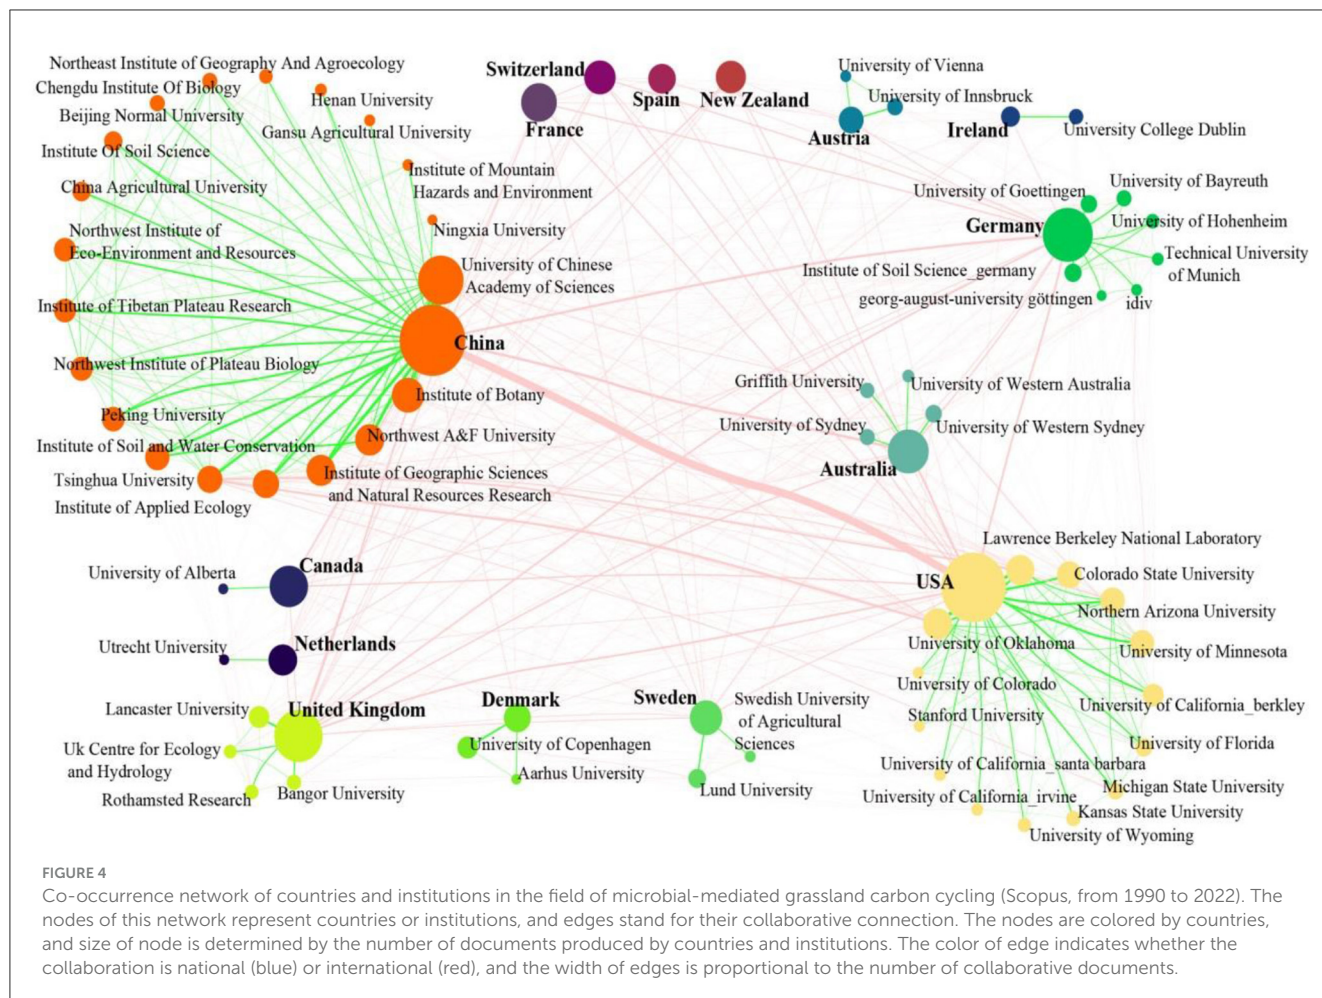 Northeast Institute of Geography And Agroecology
Chengdu Institute Of Biology
Henan University
Beijing Normal University
Gansu Agricultural University
Institute Of Soil Science
Institute of Mountain
Hazards and Environment
China Agricultural University
Ningxia University
Northwest Institute of
Eco-Environment and Resources
University of Chinese
Academy of Sciences
Institute of Tibetan Plateau Research
China
Northwest Institute of Plateau Biology
Institute of Botany
Peking University
Northwest A&F University
Institute of Soil and Water Conservation
Tsinghua University
Institute of Geographic Sciences
and Natural Resources Research
Institute of Applied Ecology
Switzerland
France
Spain
New Zealand
University of Vienna
University of Innsbruck
Austria
Ireland
University College Dublin
University of Goettingen
University of Bayreuth
Germany
University of Hohenheim
Technical University
of Munich
Institute of Soil Science_germany
georg-august-university göttingen
idiv
Griffith University
University of Western Australia
University of Sydney
University of Western Sydney
Australia
Canada
University of Alberta
Netherlands
Utrecht University
United Kingdom
Lancaster University
Uk Centre for Ecology
and Hydrology
Rothamsted Research
Bangor University
Denmark
University of Copenhagen
Aarhus University
Sweden
Swedish University
of Agricultural
Sciences
Lund University
Lawrence Berkeley National Laboratory
USA
Colorado State University
Northern Arizona University
University of Oklahoma
University of Minnesota
University of Colorado
University of California_berkley
Stanford University
University of Florida
University of California_santa barbara
Michigan State University
University of California_irvine
Kansas State University
University of Wyoming
FIGURE 4
Co-occurrence network of countries and institutions in the field of microbial-mediated grassland carbon cycling (Scopus, from 1990 to 2022). The
nodes of this network represent countries or institutions, and edges stand for their collaborative connection. The nodes are colored by countries,
and size of node is determined by the number of documents produced by countries and institutions. The color of edge indicates whether the
collaboration is national (blue) or international (red), and the width of edges is proportional to the number of collaborative documents.